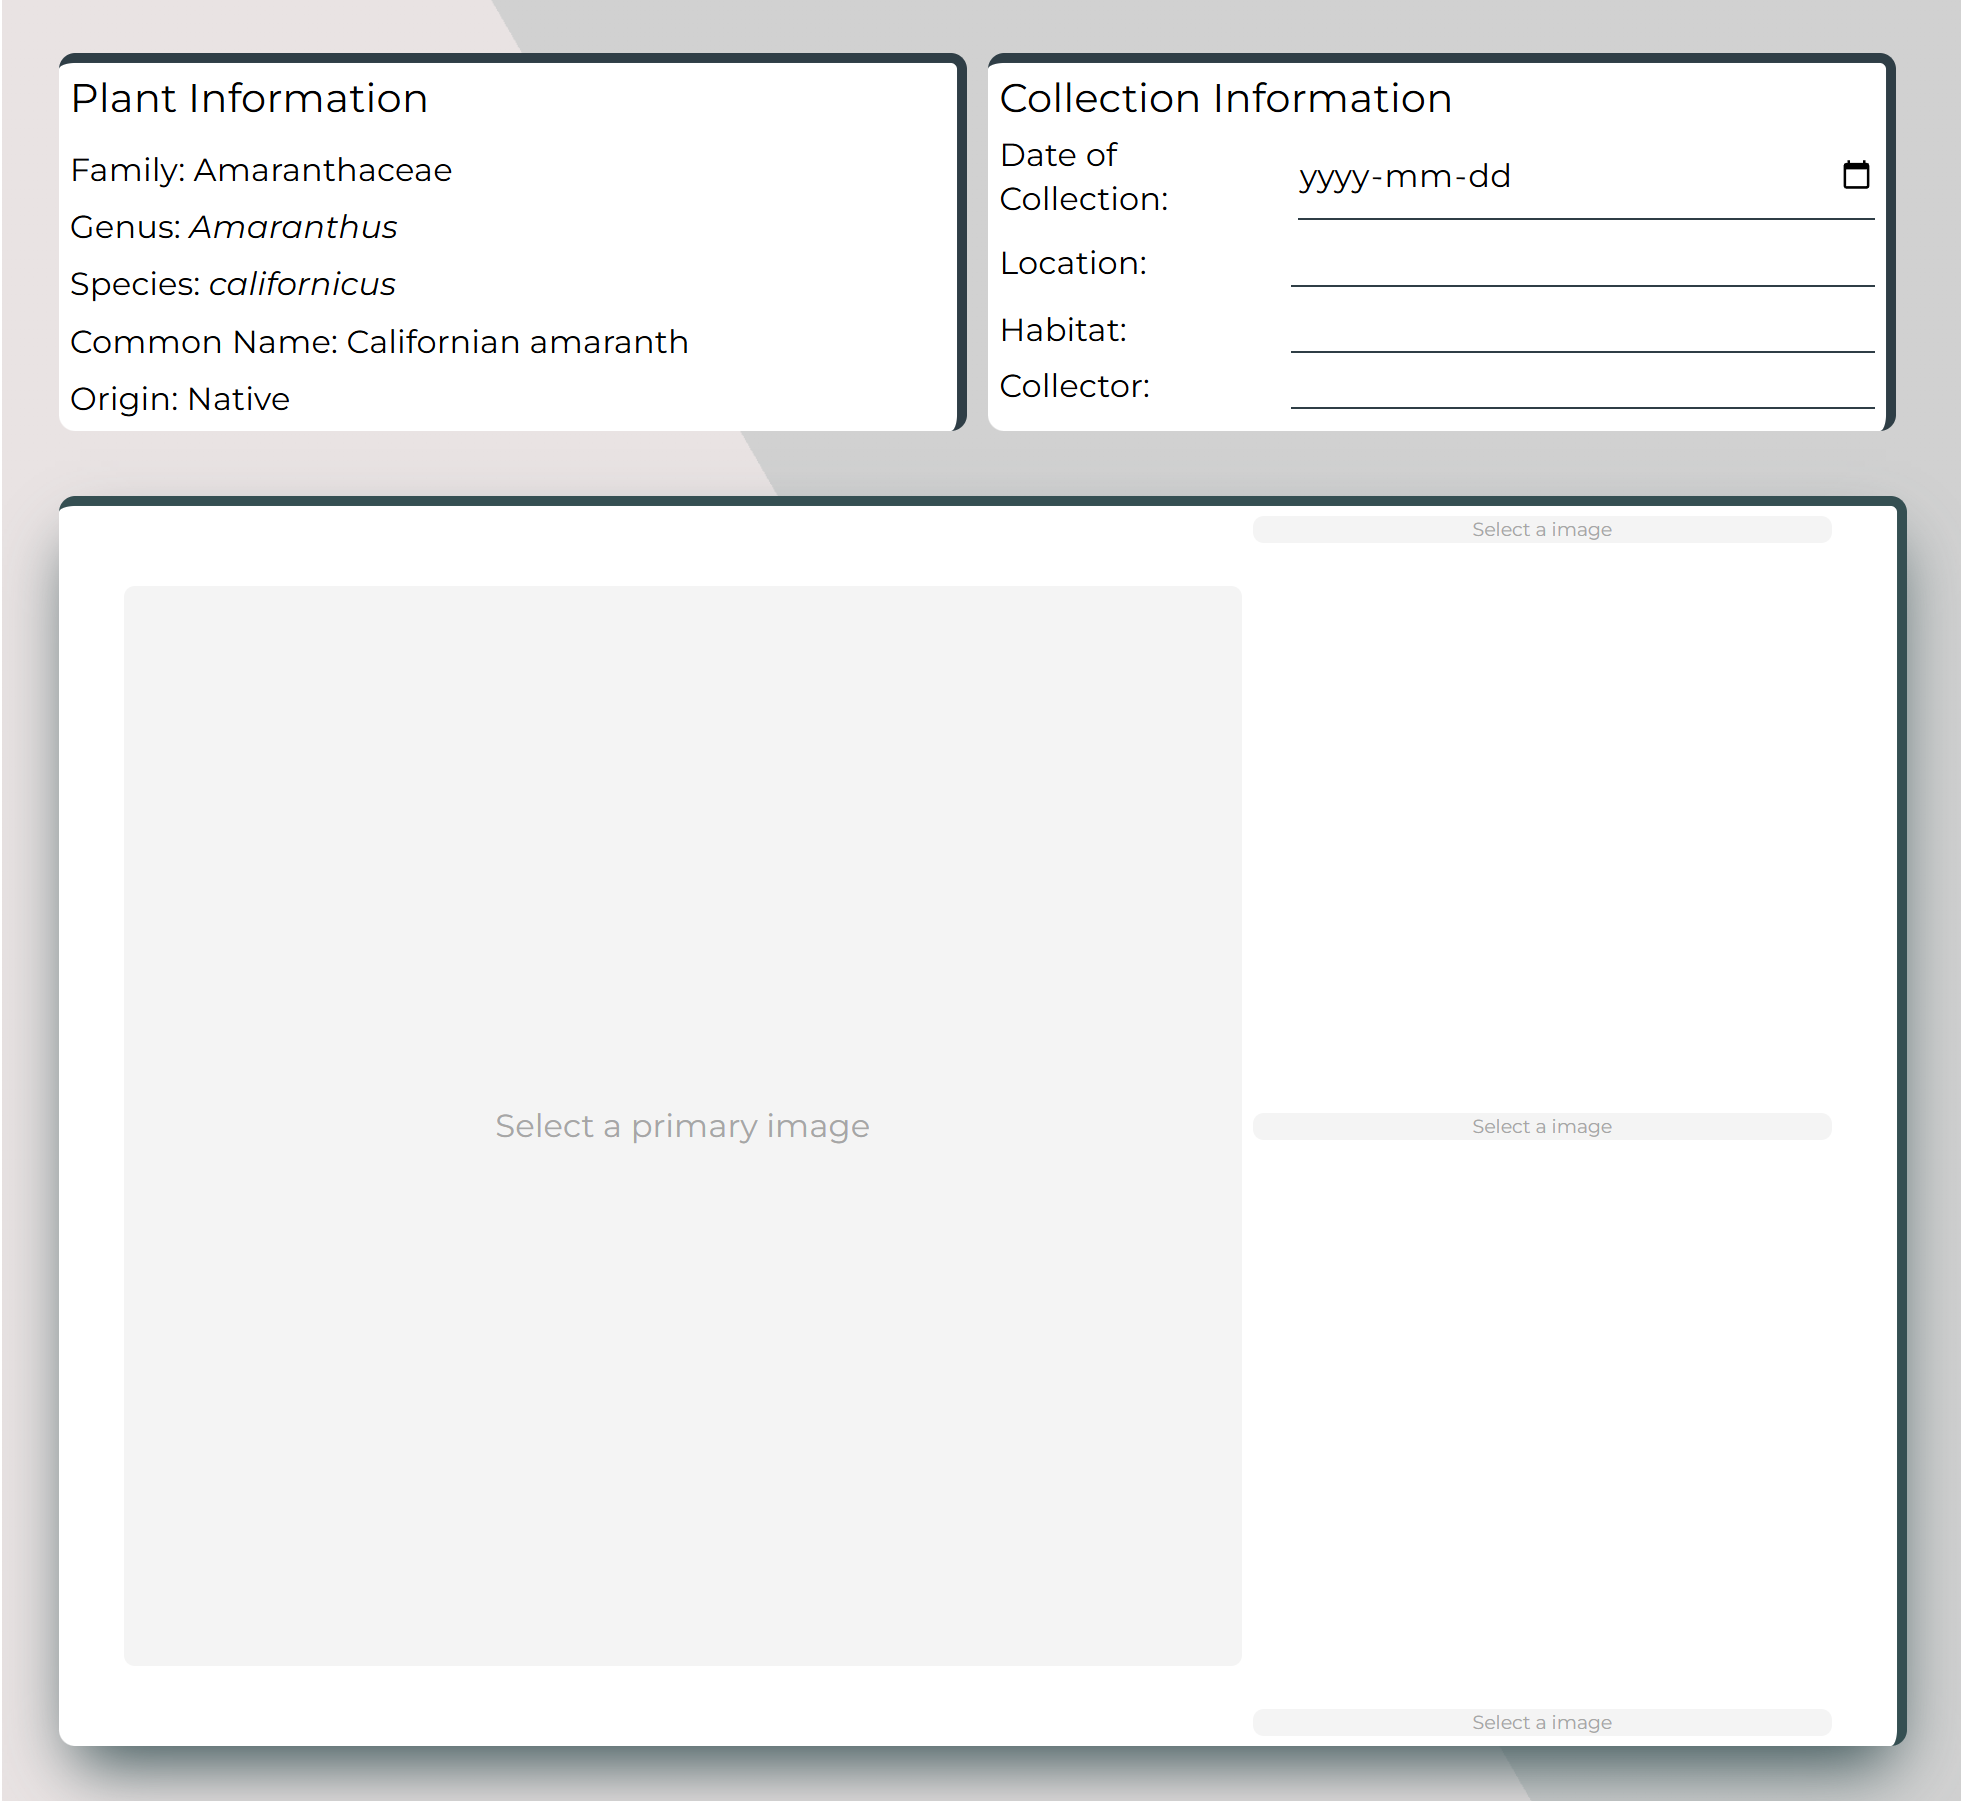 Plant Information
Family: Amaranthaceae
Genus: Amaranthus
Species: californicus
Common Name: Californian amaranth
Origin: Native
Collection Information
Date of
Collection:
yyyy-mm-dd
Location:
Habitat:
Collector:
Select a primary image
Select a image
Select a image
Select a image